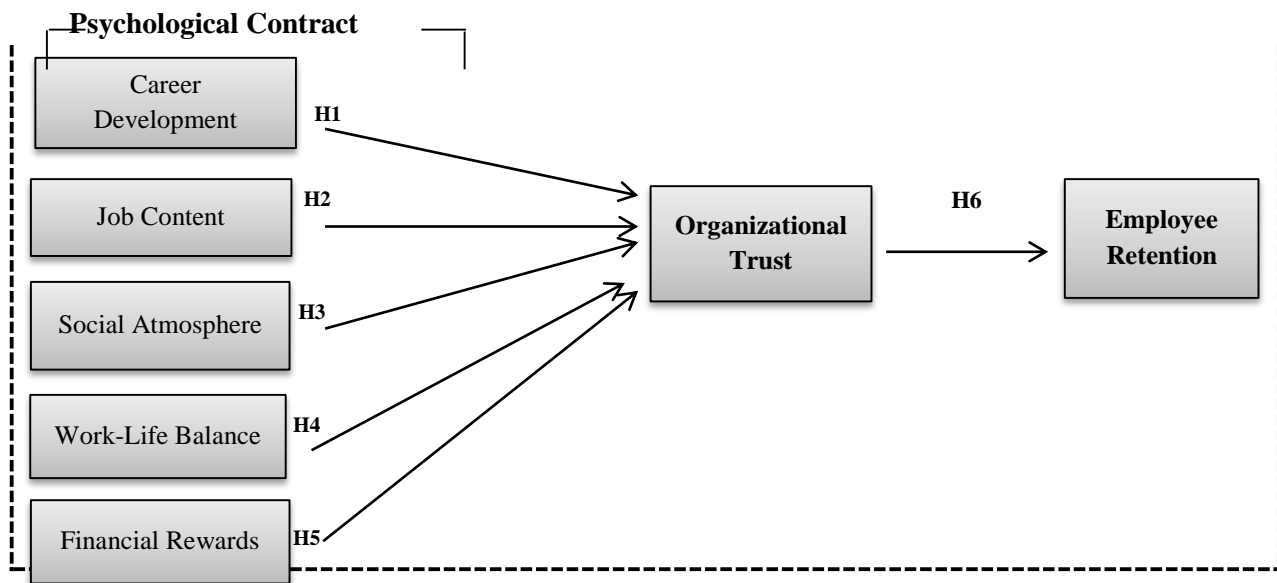 Psychological Contract
Career
Development
H1
Job Content
H2
Social Atmosphere
H3
Work-Life Balance
H4
Financial Rewards
H5
Organizational
Trust
H6
Employee
Retention